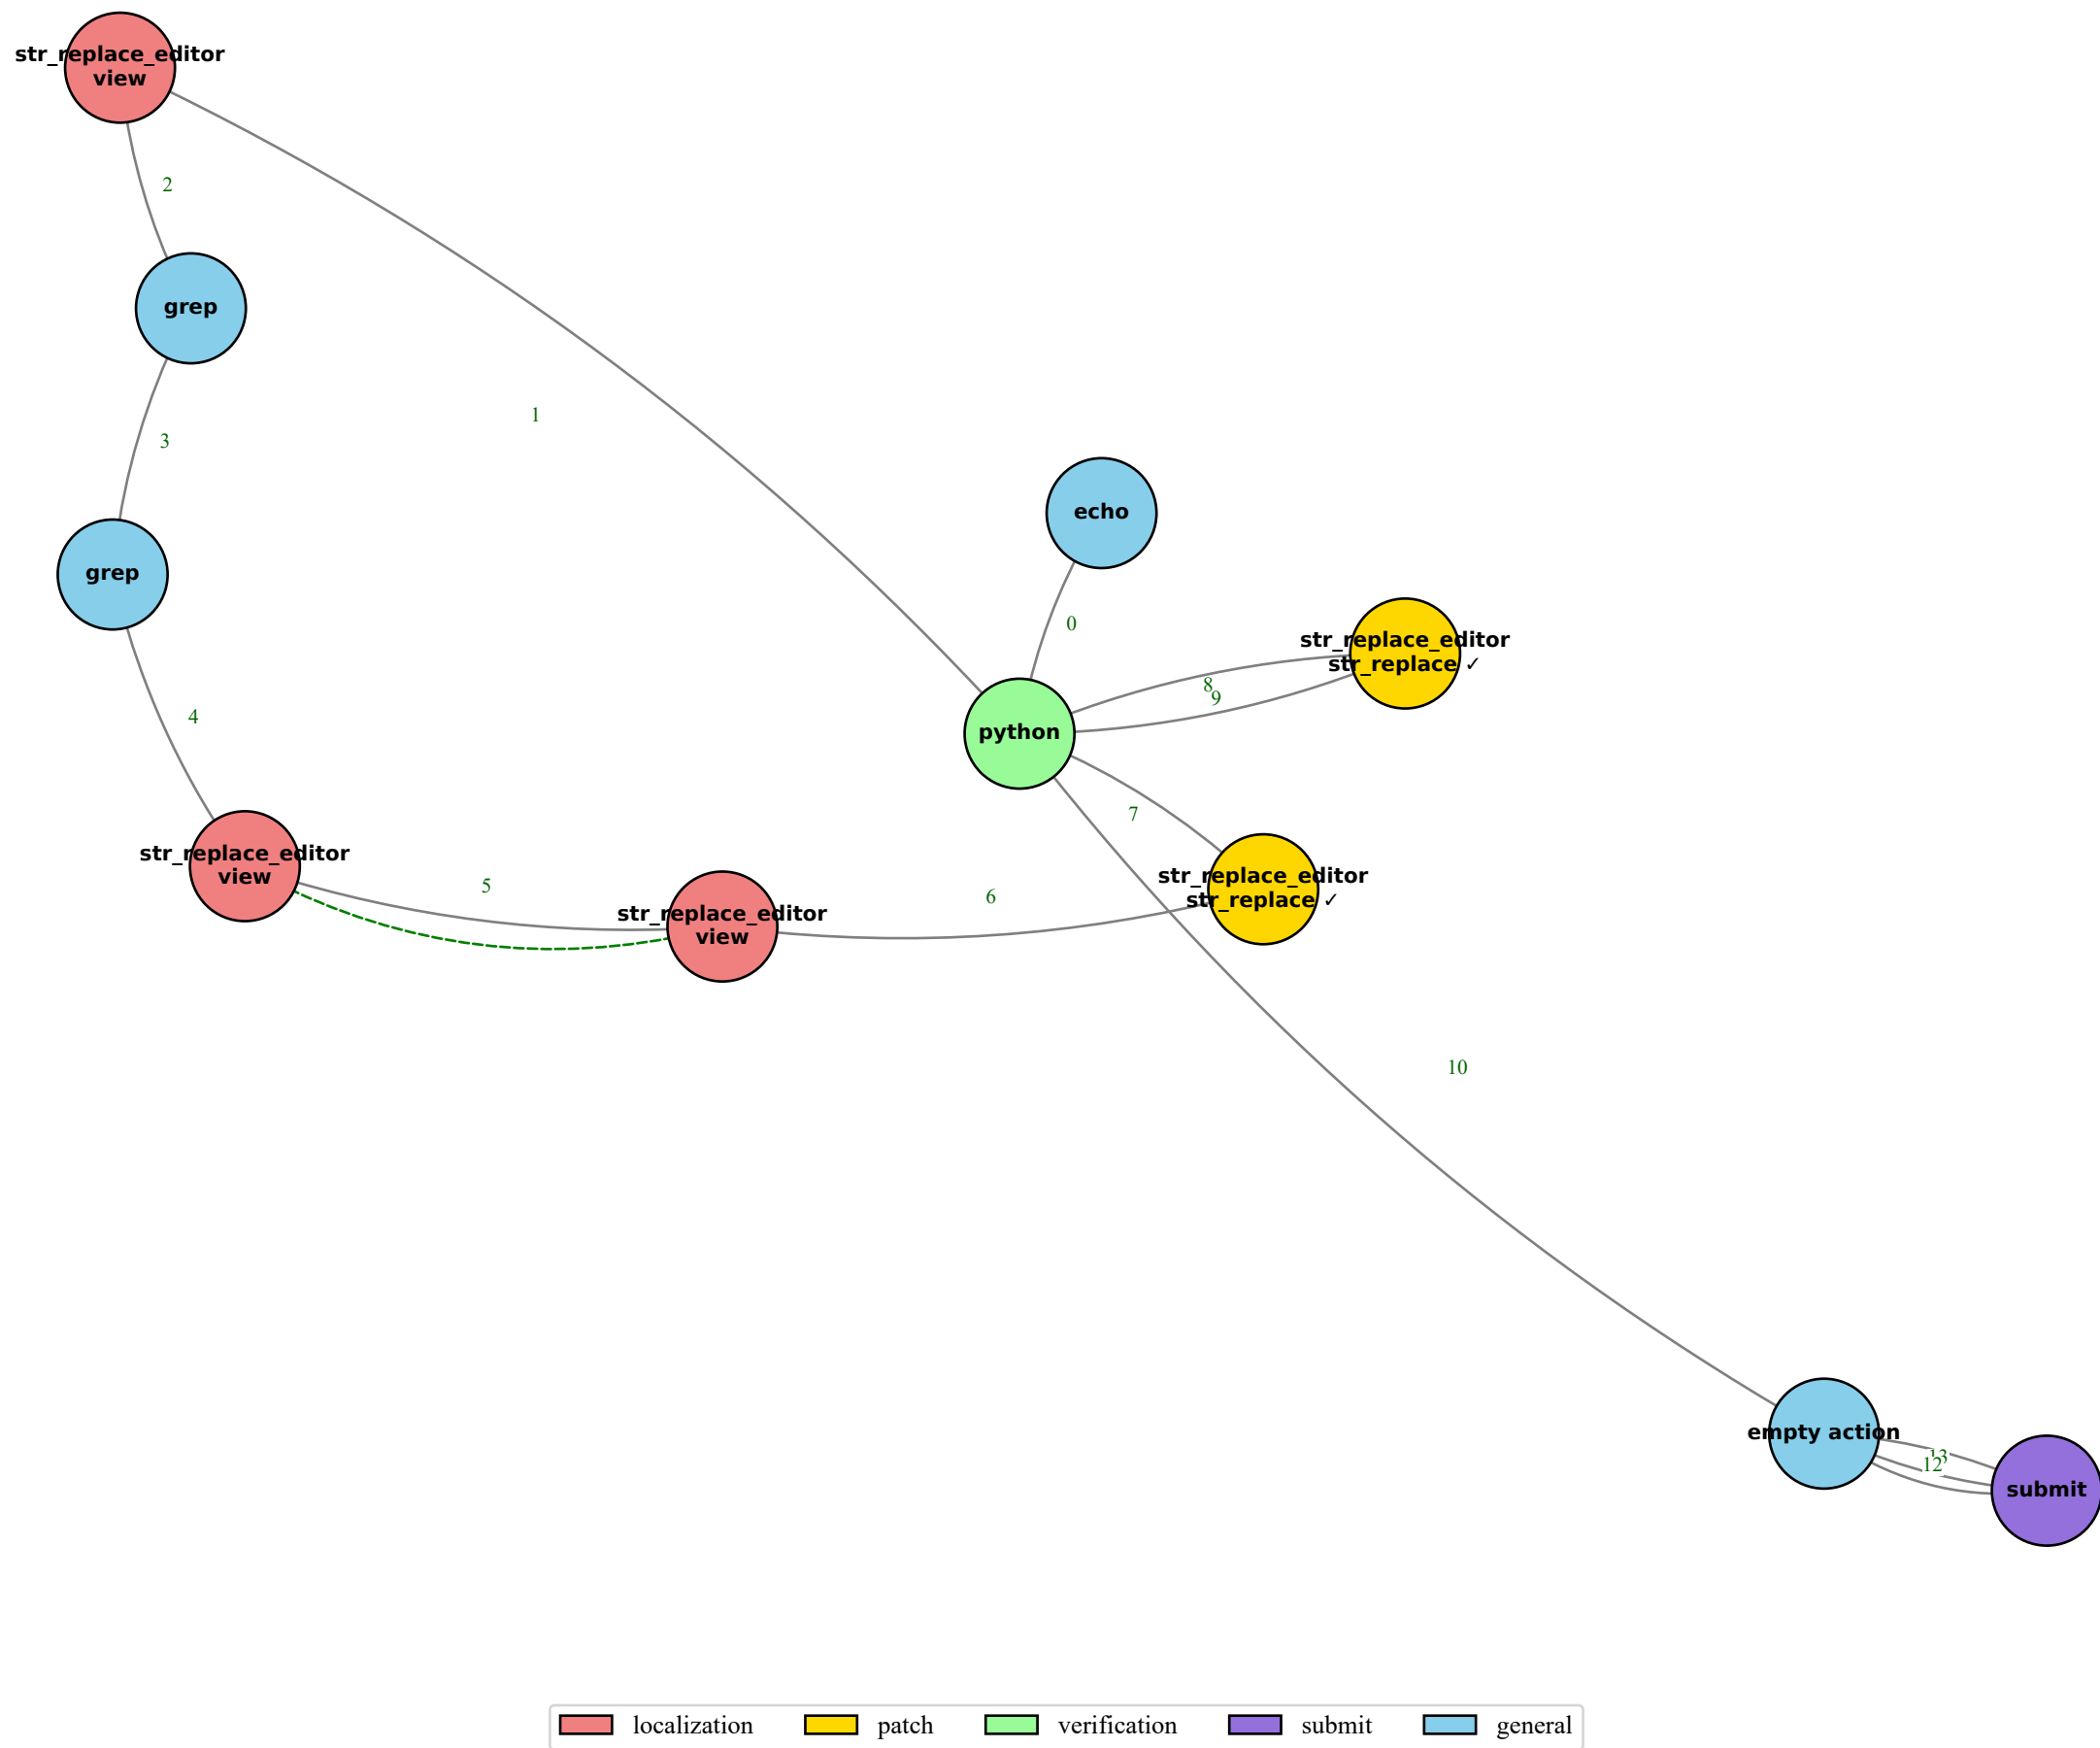 str_replace_editor
view
2
grep
1
3
echo
grep
0
str_replace_editor
str_replace ✓
8
9
4
python
7
str_replace_editor
view
5
str_replace_editor
view
6
str_replace_editor
str_replace ✓
10
empty action
13
12
submit
localization
patch
verification
submit
general